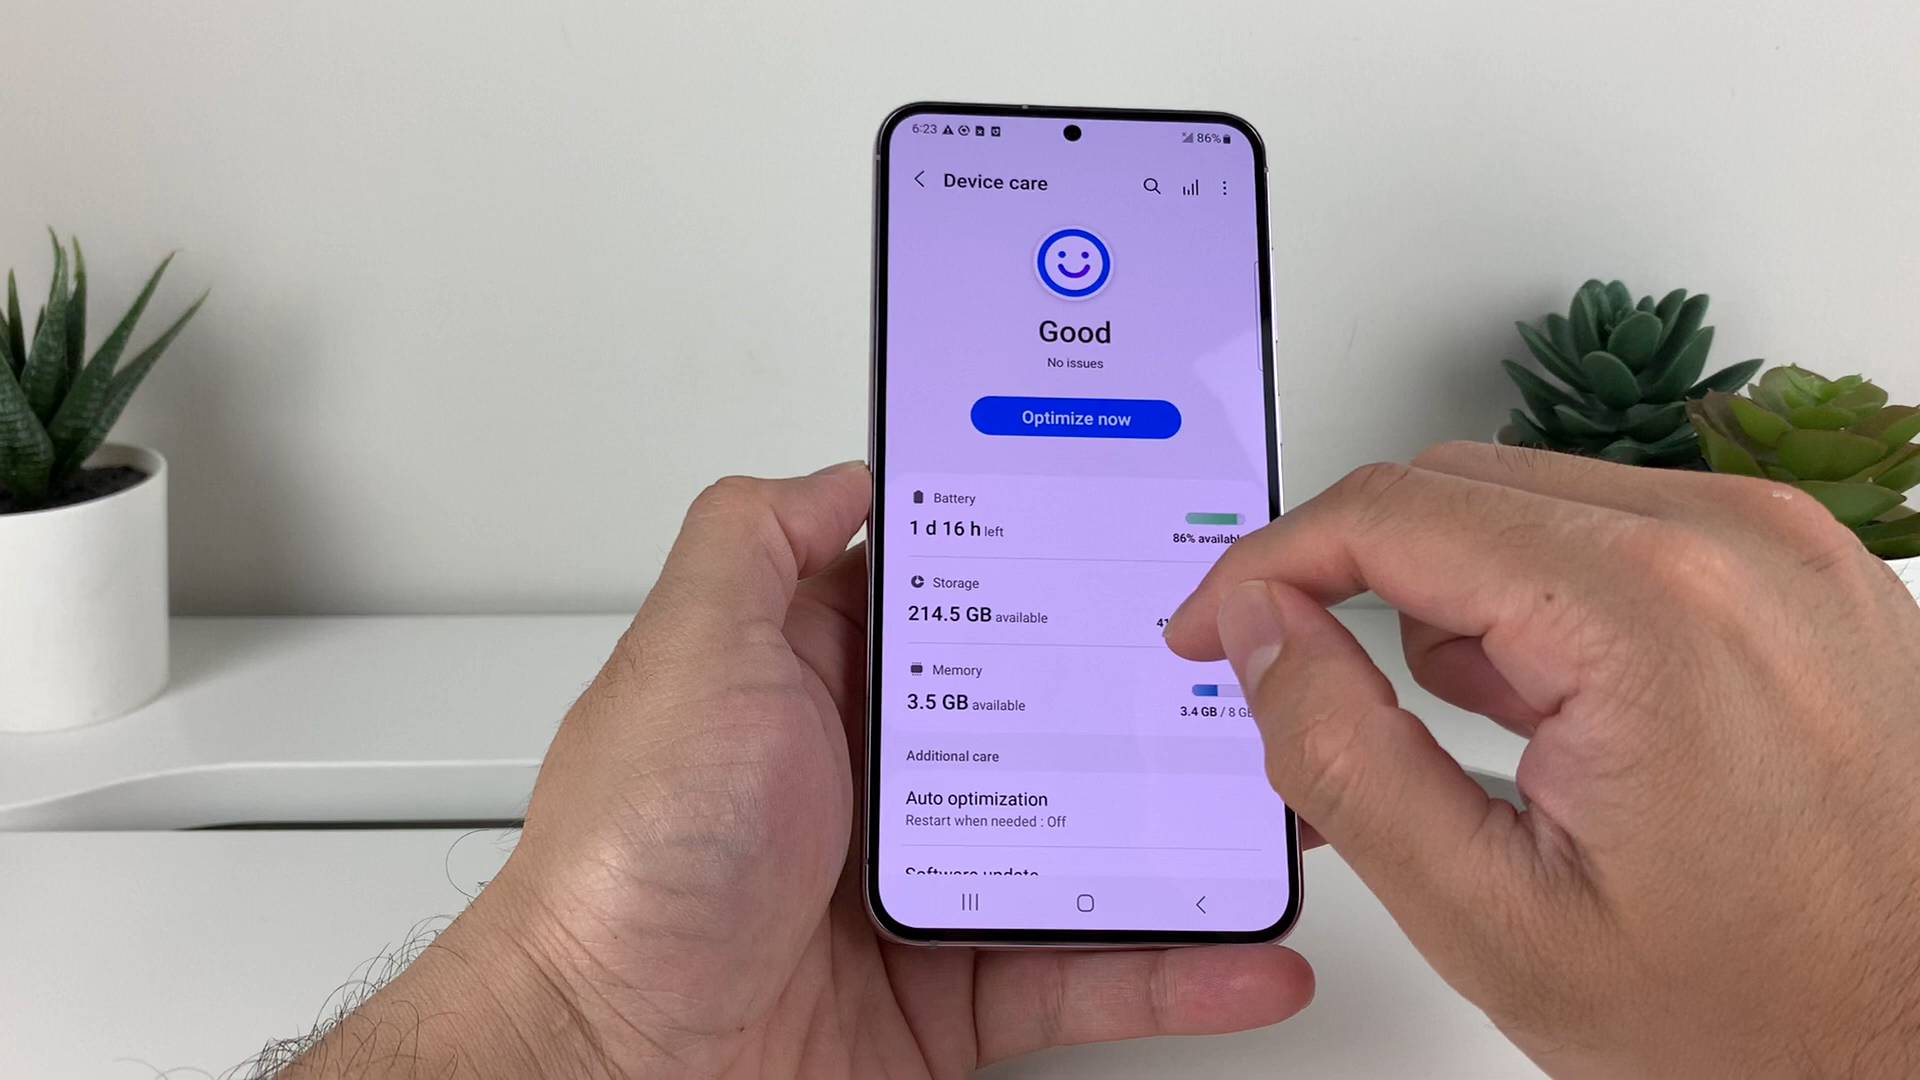 6:23
86%
Device care
Good
No issues
Optimize now
Battery
1 d 16 h left
86%
Storage
214.5 GB available
Memory
3.5 GB available
3.4 GB / 8
Additional care
Auto optimization
Restart when needed : Off
Software update